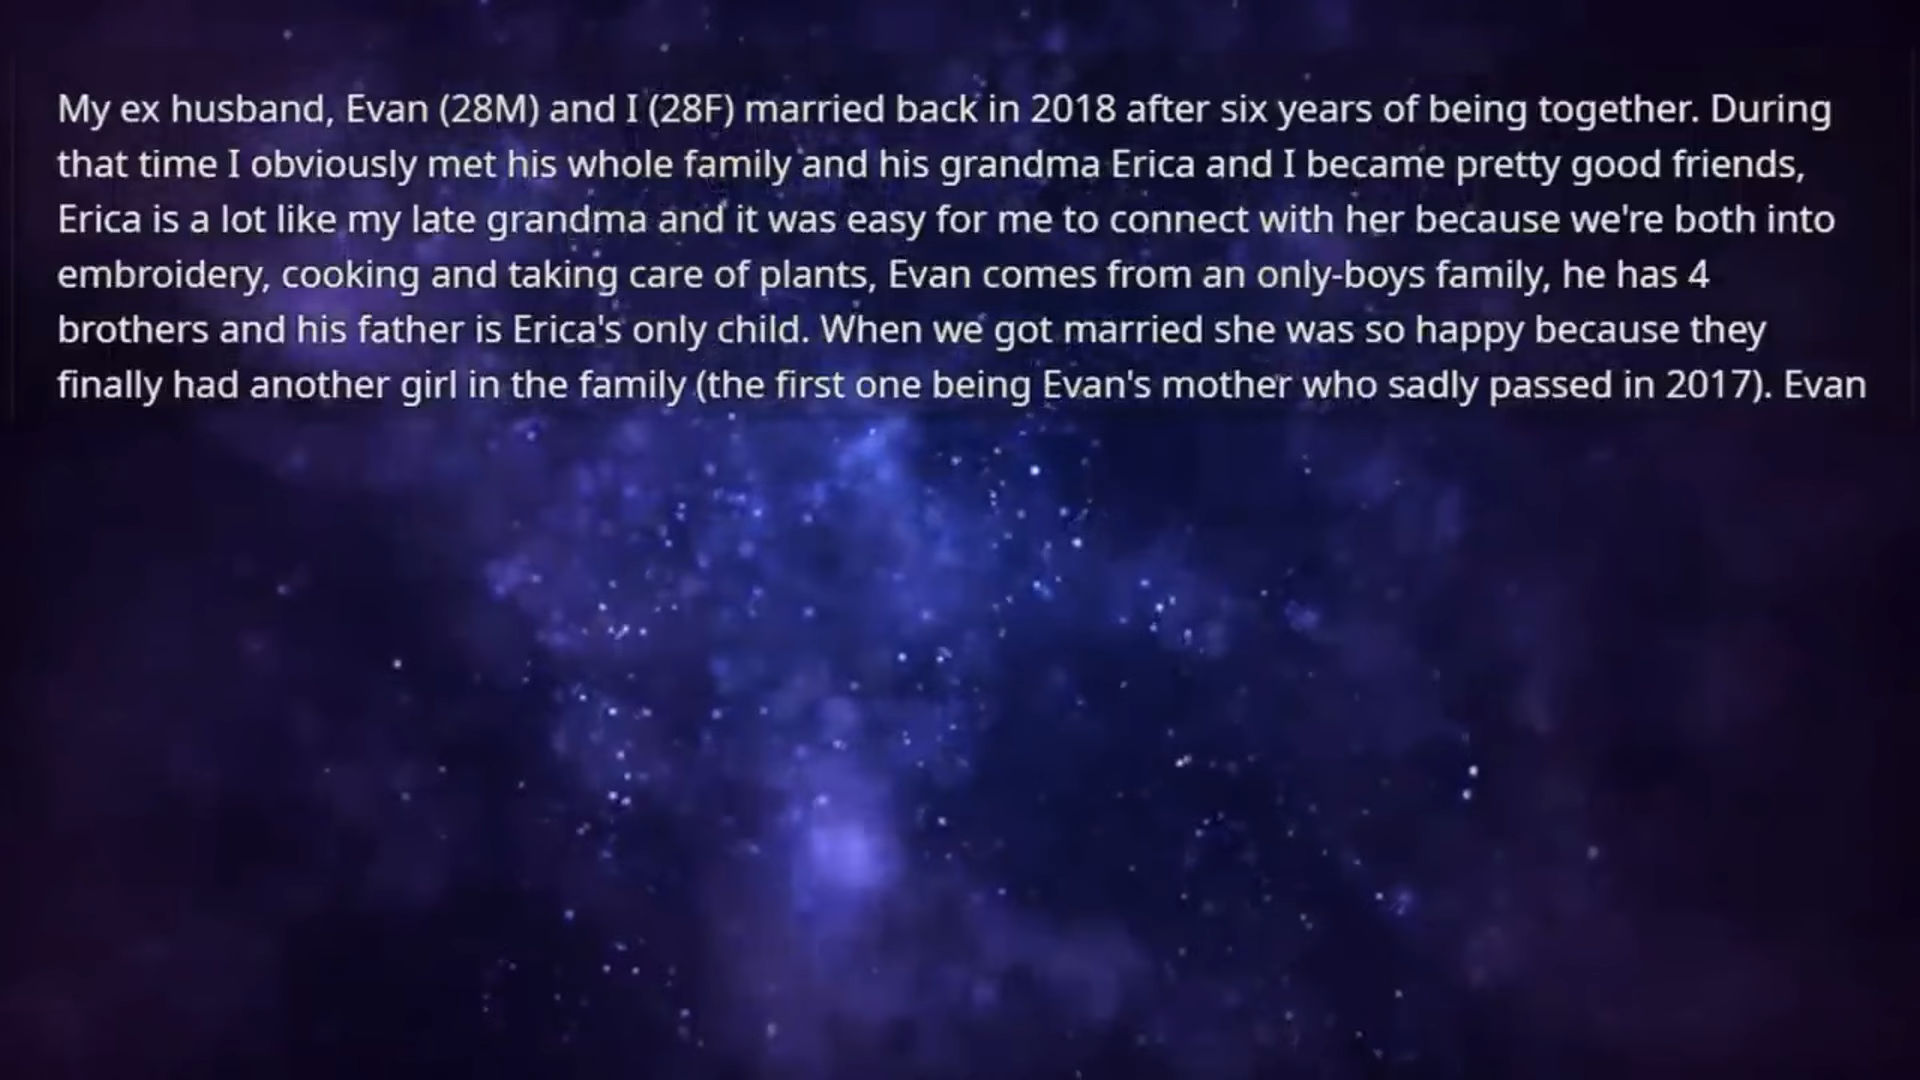 My ex husband, Evan (28M) and I (28F) married back in 2018 after six years of being together. During
that time I obviously met his whole family and his grandma Erica and I became pretty good friends,
Erica is a lot like my late grandma and it was easy for me to connect with her because we're both into
embroidery, cooking and taking care of plants, Evan comes from an only-boys family, he has 4
brothers and his father is Erica's only child. When we got married she was so happy because they
finally had another girl in the family (the first one being Evan's mother who sadly passed in 2017). Evan